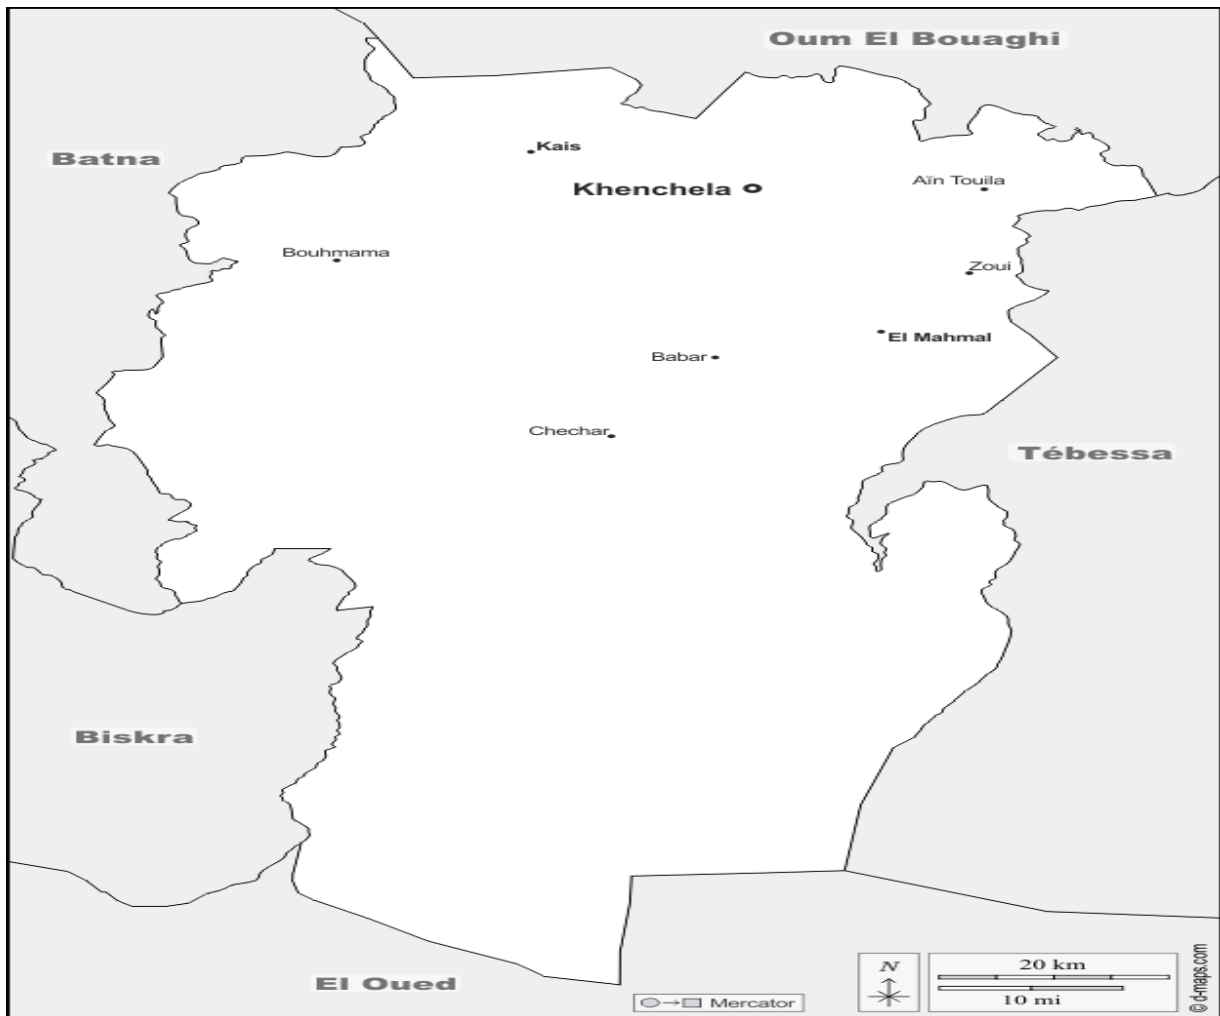 Oum El Bouaghi
Batna
Kais
Khenchela
Aïn Touila
Bouhmama
Zoui
El Mahmal
Babar
Chechar
Tébessa
Biskra
El Oued
Mercator
N
20 km
10 mi
© d-maps.com